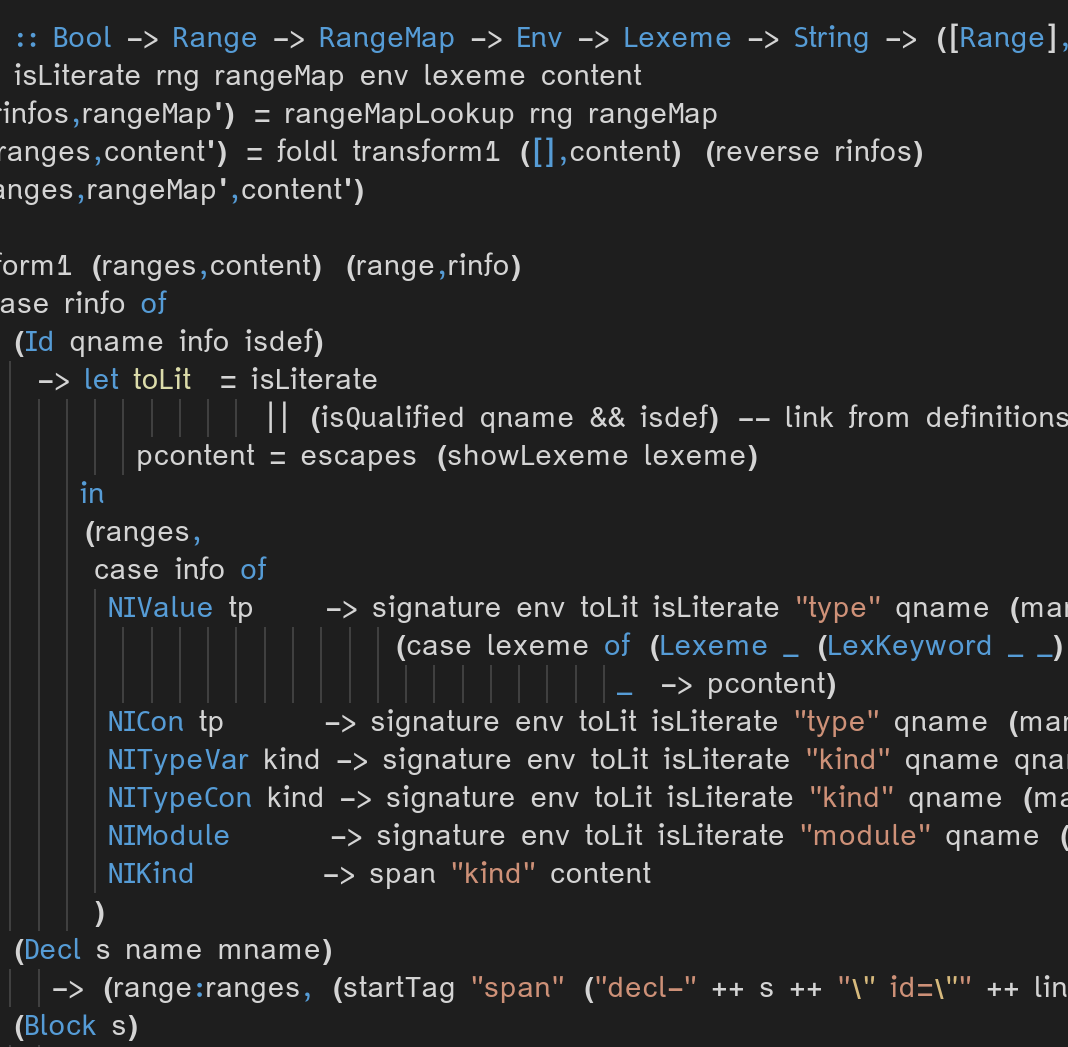 :: Bool -> Range -> RangeMap -> Env -> Lexeme -> String -> ([Range],
isLiterate rng rangeMap env lexeme content
rinfos,rangeMap') = rangeMapLookup rng rangeMap
ranges,content') = foldl transform1 ([],content) (reverse rinfos)
anges,rangeMap',content')
form1 (ranges,content) (range,rinfo)
ase rinfo of
(Id qname info isdef)
-> let toLit = isLiterate
|| (isQualified qname && isdef) -- link from definitions
pcontent = escapes (showLexeme lexeme)
in
(ranges,
case info of
NIValue tp -> signature env toLit isLiterate "type" qname (man
(case lexeme of (Lexeme _ (LexKeyword _ _)
_ -> pcontent)
NICon tp -> signature env toLit isLiterate "type" qname (man
NITypeVar kind -> signature env toLit isLiterate "kind" qname qna
NITypeCon kind -> signature env toLit isLiterate "kind" qname (ma
NIModule -> signature env toLit isLiterate "module" qname (
NIKind -> span "kind" content
)
(Decl s name mname)
-> (range:ranges, (startTag "span" ("decl-" ++ s ++ "\" id=\"" ++ lin
(Block s)